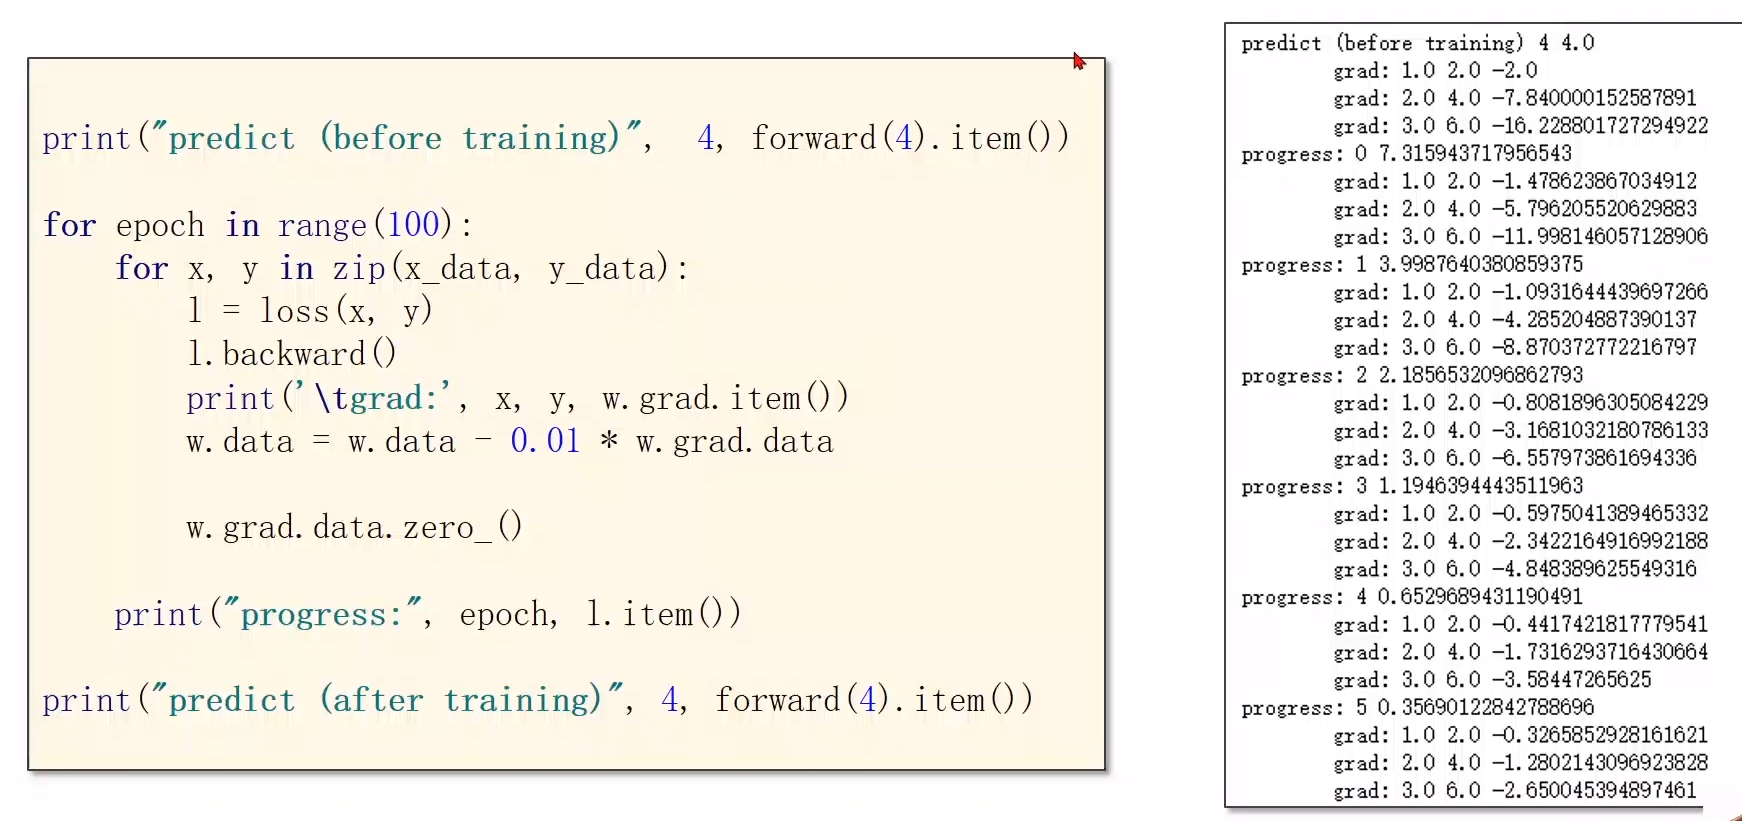 print("predict (before training)",  4, forward(4).item())
for epoch in range(100):
    for x, y in zip(x_data, y_data):
        l = loss(x, y)
        l.backward()
        print('\tgrad:', x, y, w.grad.item())
        w.data = w.data - 0.01 * w.grad.data
        w.grad.data.zero_()
    print("progress:", epoch, l.item())
print("predict (after training)", 4, forward(4).item())
predict (before training) 4 4.0
grad: 1.0 2.0 -2.0
grad: 2.0 4.0 -7.840000152587891
grad: 3.0 6.0 -16.228801727294922
progress: 0 7.315943717956543
grad: 1.0 2.0 -1.478623867034912
grad: 2.0 4.0 -5.796205520629883
grad: 3.0 6.0 -11.998146057128906
progress: 1 3.9987640380859375
grad: 1.0 2.0 -1.0931644439697266
grad: 2.0 4.0 -4.285204887390137
grad: 3.0 6.0 -8.870372772216797
progress: 2 2.1856532096862793
grad: 1.0 2.0 -0.8081896305084229
grad: 2.0 4.0 -3.1681032180786133
grad: 3.0 6.0 -6.557973861694336
progress: 3 1.1946394443511963
grad: 1.0 2.0 -0.5975041389465332
grad: 2.0 4.0 -2.3422164916992188
grad: 3.0 6.0 -4.848389625549316
progress: 4 0.6529689431190491
grad: 1.0 2.0 -0.4417421817779541
grad: 2.0 4.0 -1.7316293716430664
grad: 3.0 6.0 -3.58447265625
progress: 5 0.35690122842788696
grad: 1.0 2.0 -0.3265852928161621
grad: 2.0 4.0 -1.2802143096923828
grad: 3.0 6.0 -2.650045394897461